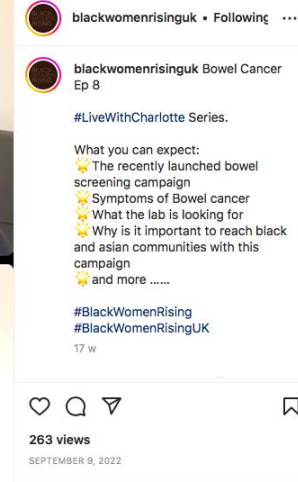 blackwomenrisinguk • Following ...
blackwomenrisinguk Bowel Cancer
Ep 8
#LiveWithCharlotte Series.
What you can expect:
🌟The recently launched bowel
screening campaign
🌟Symptoms of Bowel cancer
🌟What the lab is looking for
🌟Why is it important to reach black
and asian communities with this
campaign
🌟and more ......
#BlackWomenRising
#BlackWomenRisingUK
17 w
263 views
SEPTEMBER 9, 2022